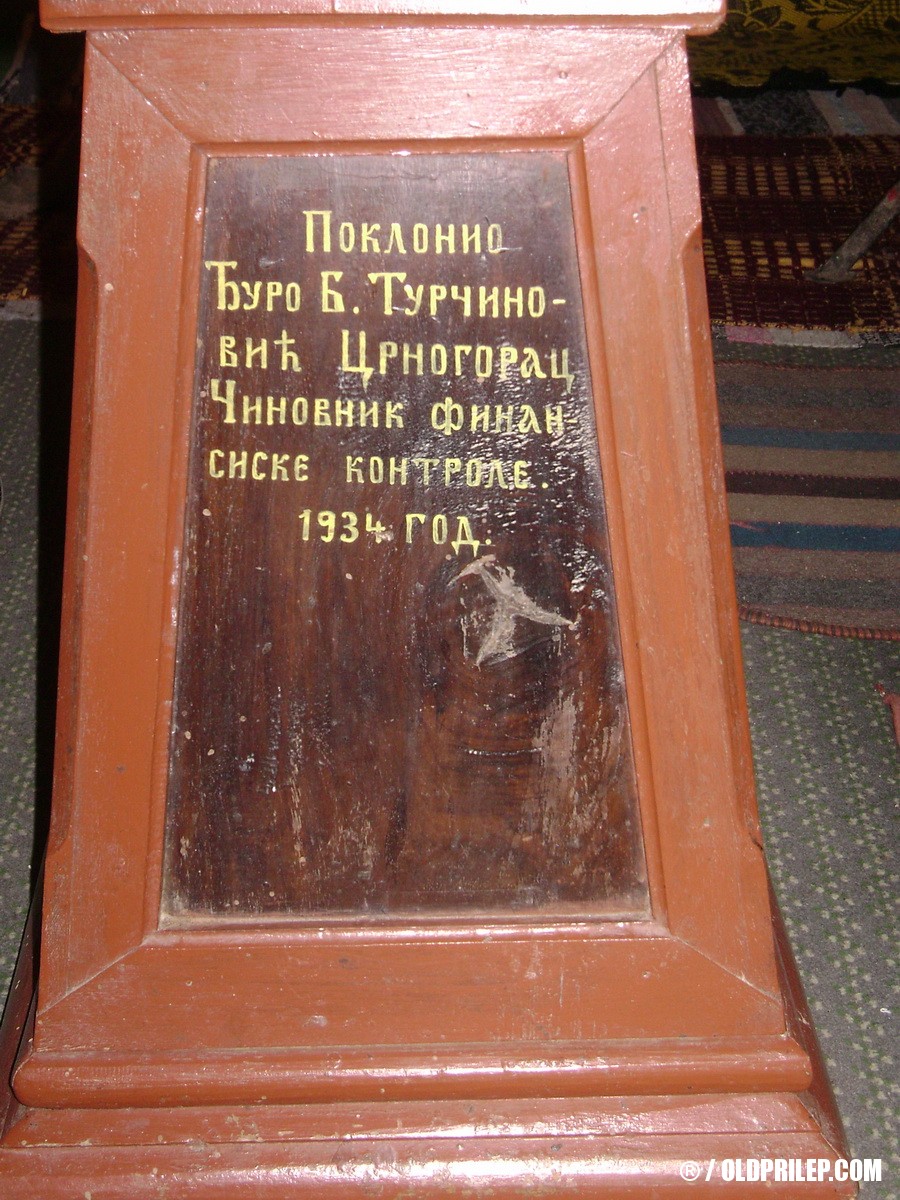 Поклонио
Ђуро Б. Турчино-
вић Црногорац
Чиновник финан-
сиске контроле.
1934 год.
® / OLDPRILEP.COM